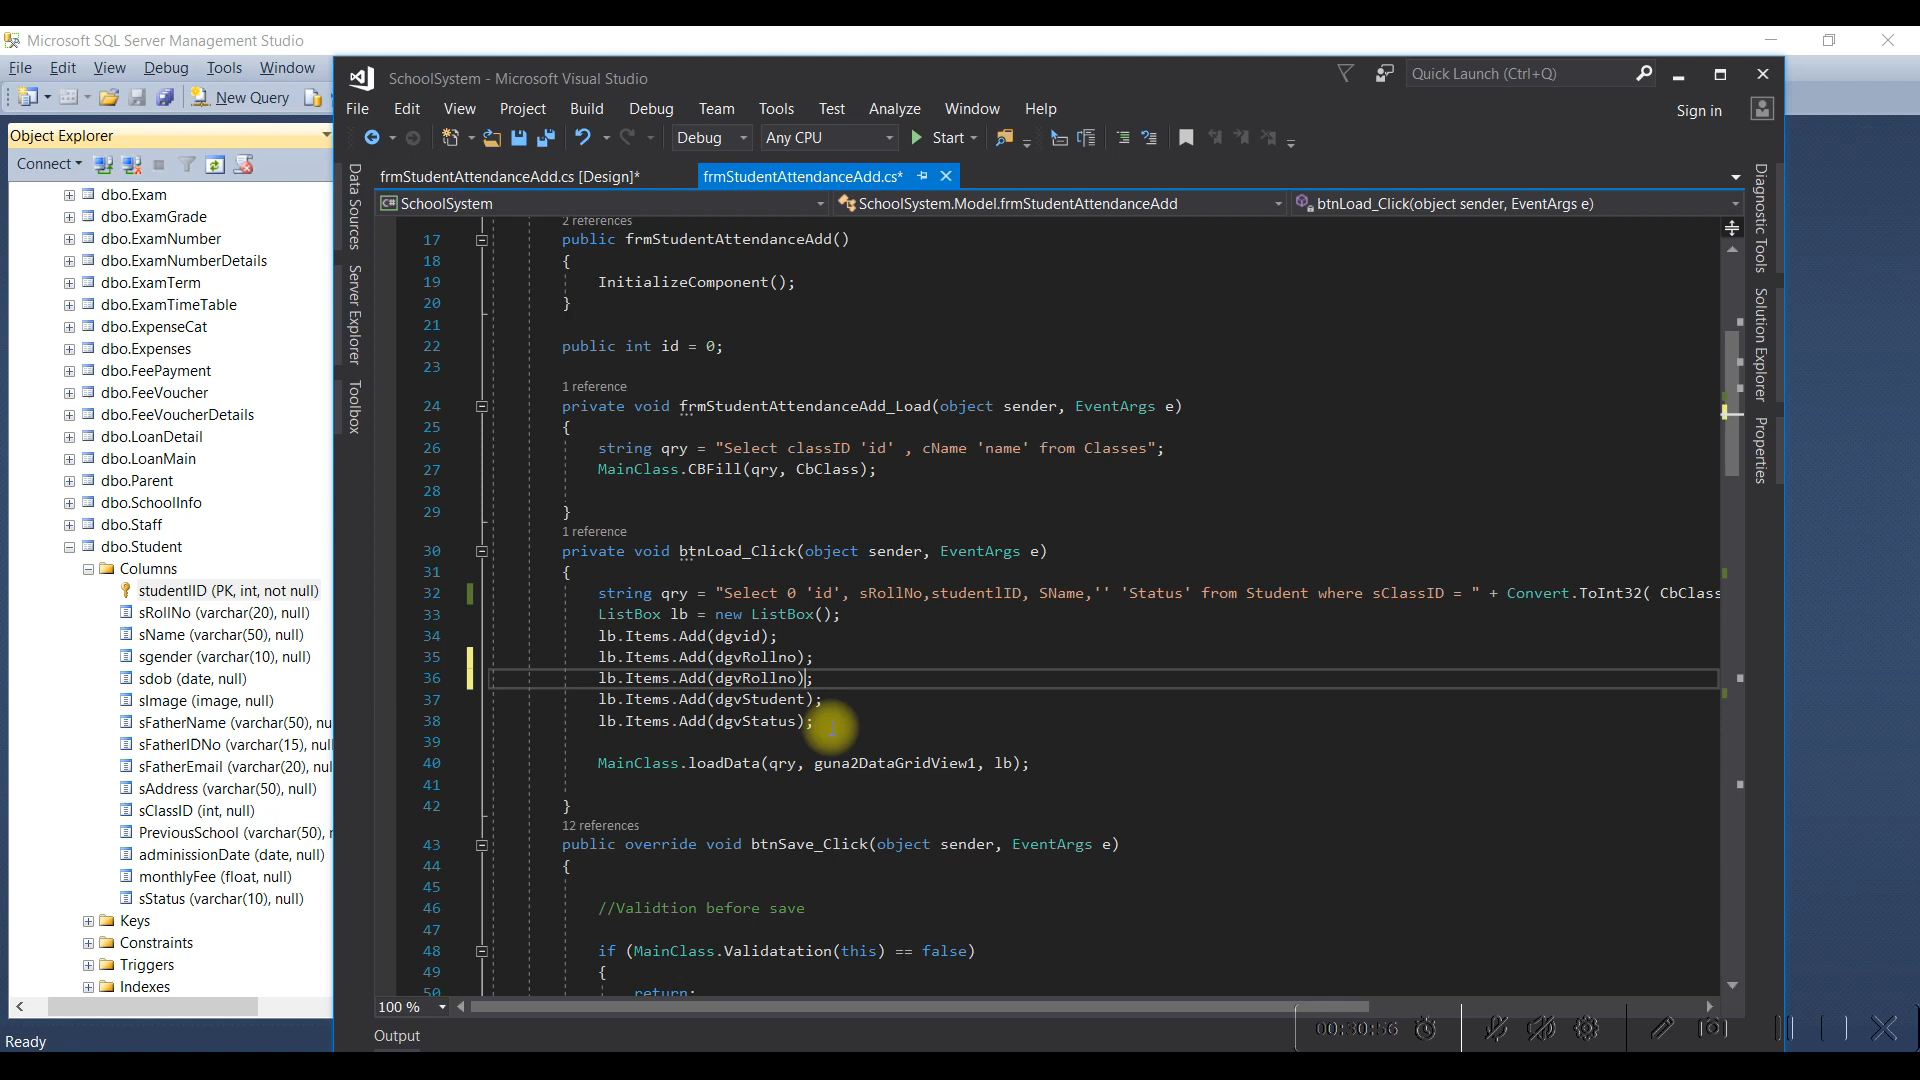 Microsoft SQL Server Management Studio
File Edit View Debug Tools Window
New Query
Object Explorer
Connect
dbo.Exam
dbo.ExamGrade
dbo.ExamNumber
dbo.ExamNumberDetails
dbo.ExamTerm
dbo.ExamTimeTable
dbo.ExpenseCat
dbo.Expenses
dbo.FeePayment
dbo.FeeVoucher
dbo.FeeVoucherDetails
dbo.LoanDetail
dbo.LoanMain
dbo.Parent
dbo.SchoolInfo
dbo.Staff
dbo.Student
Columns
studentlID (PK, int, not null)
sRollNo (varchar(20), null)
sName (varchar(50), null)
sgender (varchar(10), null)
sdob (date, null)
sImage (image, null)
sFatherName (varchar(50), nu
sFatherIDNo (varchar(15), null
sFatherEmail (varchar(20), nul
sAddress (varchar(50), null)
sClassID (int, null)
PreviousSchool (varchar(50), r
adminissionDate (date, null)
monthlyFee (float, null)
sStatus (varchar(10), null)
Keys
Constraints
Triggers
Indexes
Ready
SchoolSystem - Microsoft Visual Studio
Quick Launch (Ctrl+Q)
File Edit View Project Build Debug Team Tools Test Analyze Window Help
Sign in
Debug Any CPU Start
Data Sources
Server Explorer
Toolbox
frmStudentAttendanceAdd.cs [Design]* frmStudentAttendanceAdd.cs*
SchoolSystem SchoolSystem.Model.frmStudentAttendanceAdd btnLoad_Click(object sender, EventArgs e)
2 references
17 public frmStudentAttendanceAdd()
18 {
19 InitializeComponent();
20 }
21
22 public int id = 0;
23
1 reference
24 private void frmStudentAttendanceAdd_Load(object sender, EventArgs e)
25 {
26 string qry = "Select classID 'id' , cName 'name' from Classes";
27 MainClass.CBFill(qry, CbClass);
28
29 }
1 reference
30 private void btnLoad_Click(object sender, EventArgs e)
31 {
32 string qry = "Select 0 'id', sRollNo,studentlID, SName,'' 'Status' from Student where sClassID = " + Convert.ToInt32( CbClass
33 ListBox lb = new ListBox();
34 lb.Items.Add(dgvid);
35 lb.Items.Add(dgvRollno);
36 lb.Items.Add(dgvRollno);
37 lb.Items.Add(dgvStudent);
38 lb.Items.Add(dgvStatus);
39
40 MainClass.loadData(qry, guna2DataGridView1, lb);
41
42 }
12 references
43 public override void btnSave_Click(object sender, EventArgs e)
44 {
45
46 //Validtion before save
47
48 if (MainClass.Validatation(this) == false)
49 {
50 return;
100 %
Output
Diagnostic Tools
Solution Explorer
Properties
00:30:56